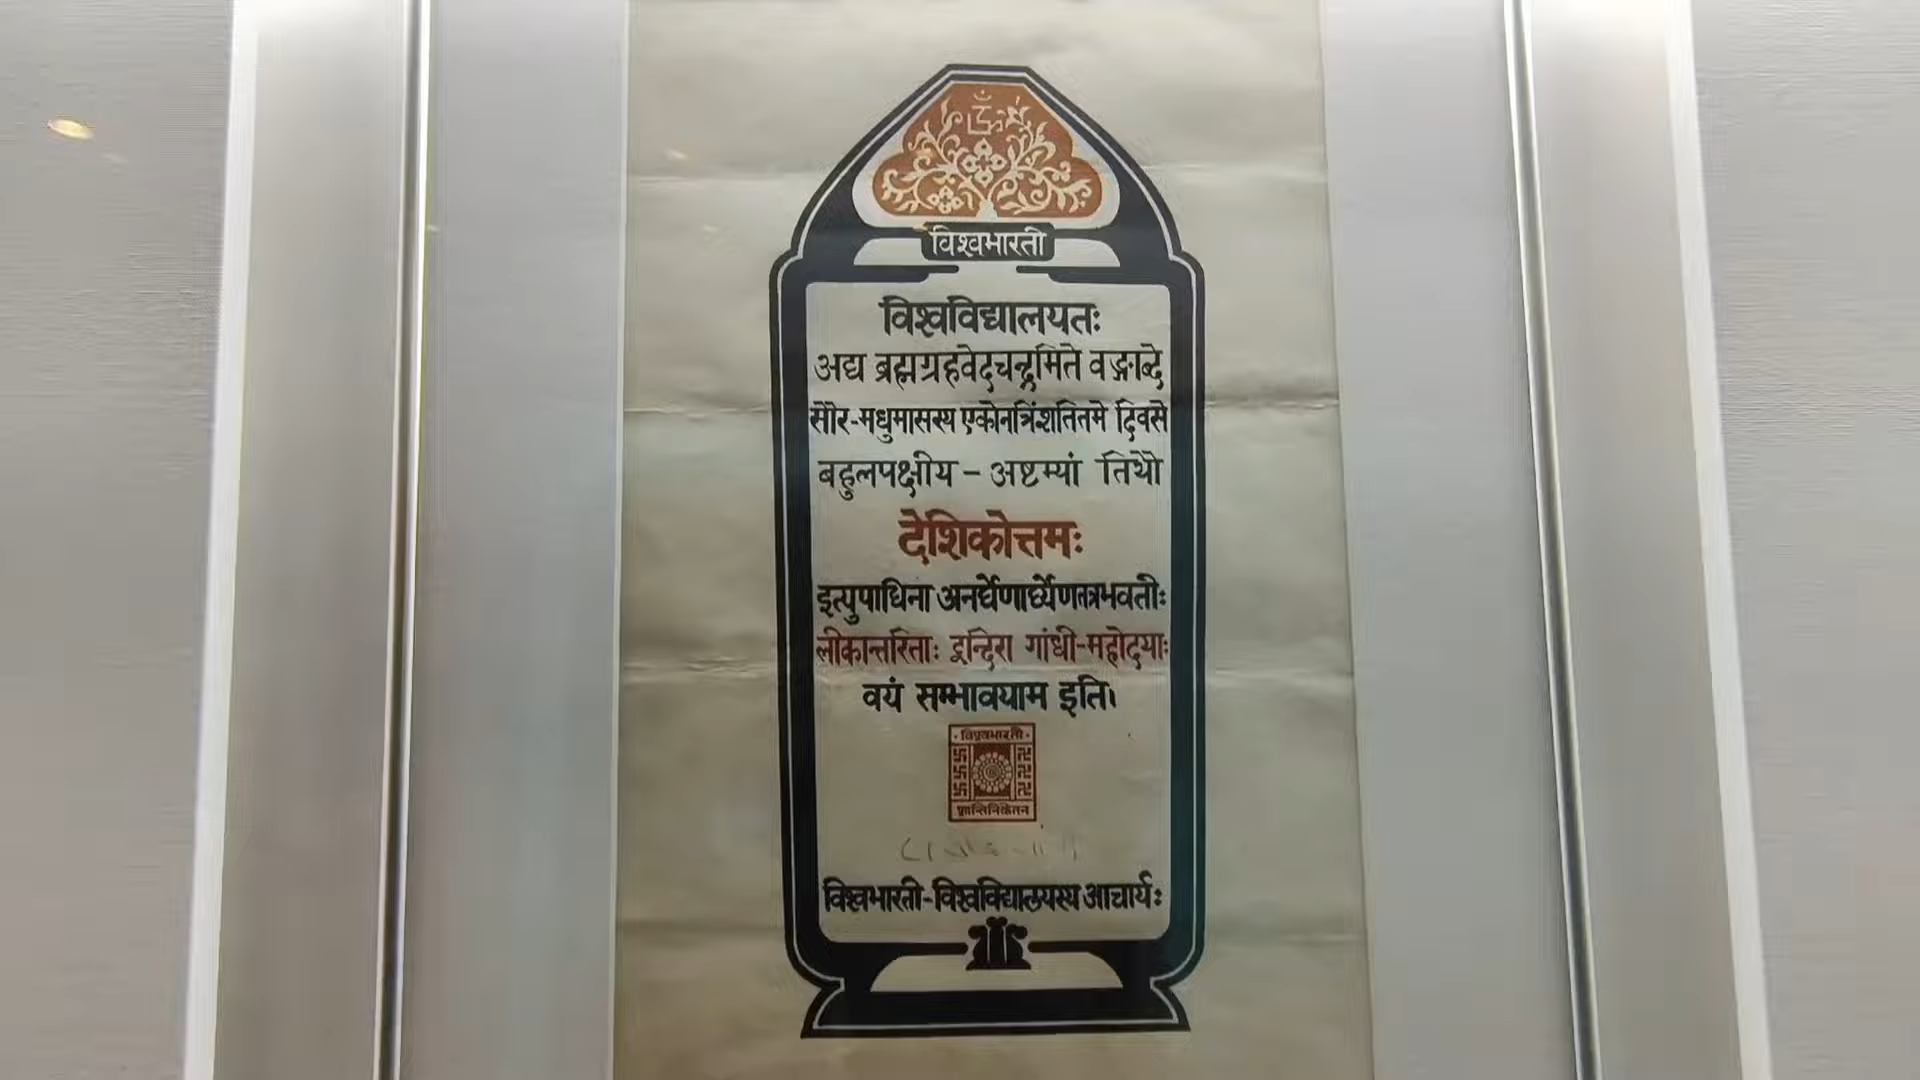 विश्वभारती
विश्वविद्यालयतः
अद्य ब्रह्मग्रहवेदचन्द्रमिते वङ्गाब्दे
सौर-मधुमासस्य एकोनत्रिंशतितमे दिवसे
बहुलपक्षीय – अष्टम्यां तिथौ
देशिकोत्तमः
इत्युपाधिना अनर्घेणार्घ्येणतत्रभवतीः
लोकान्तरिताः इन्दिरा गांधी-महोदयाः
वयं सम्भावयाम इति।
विश्वभारती
शान्तिनिकेतन
विश्वभारती-विश्वविद्यालयस्य आचार्यः